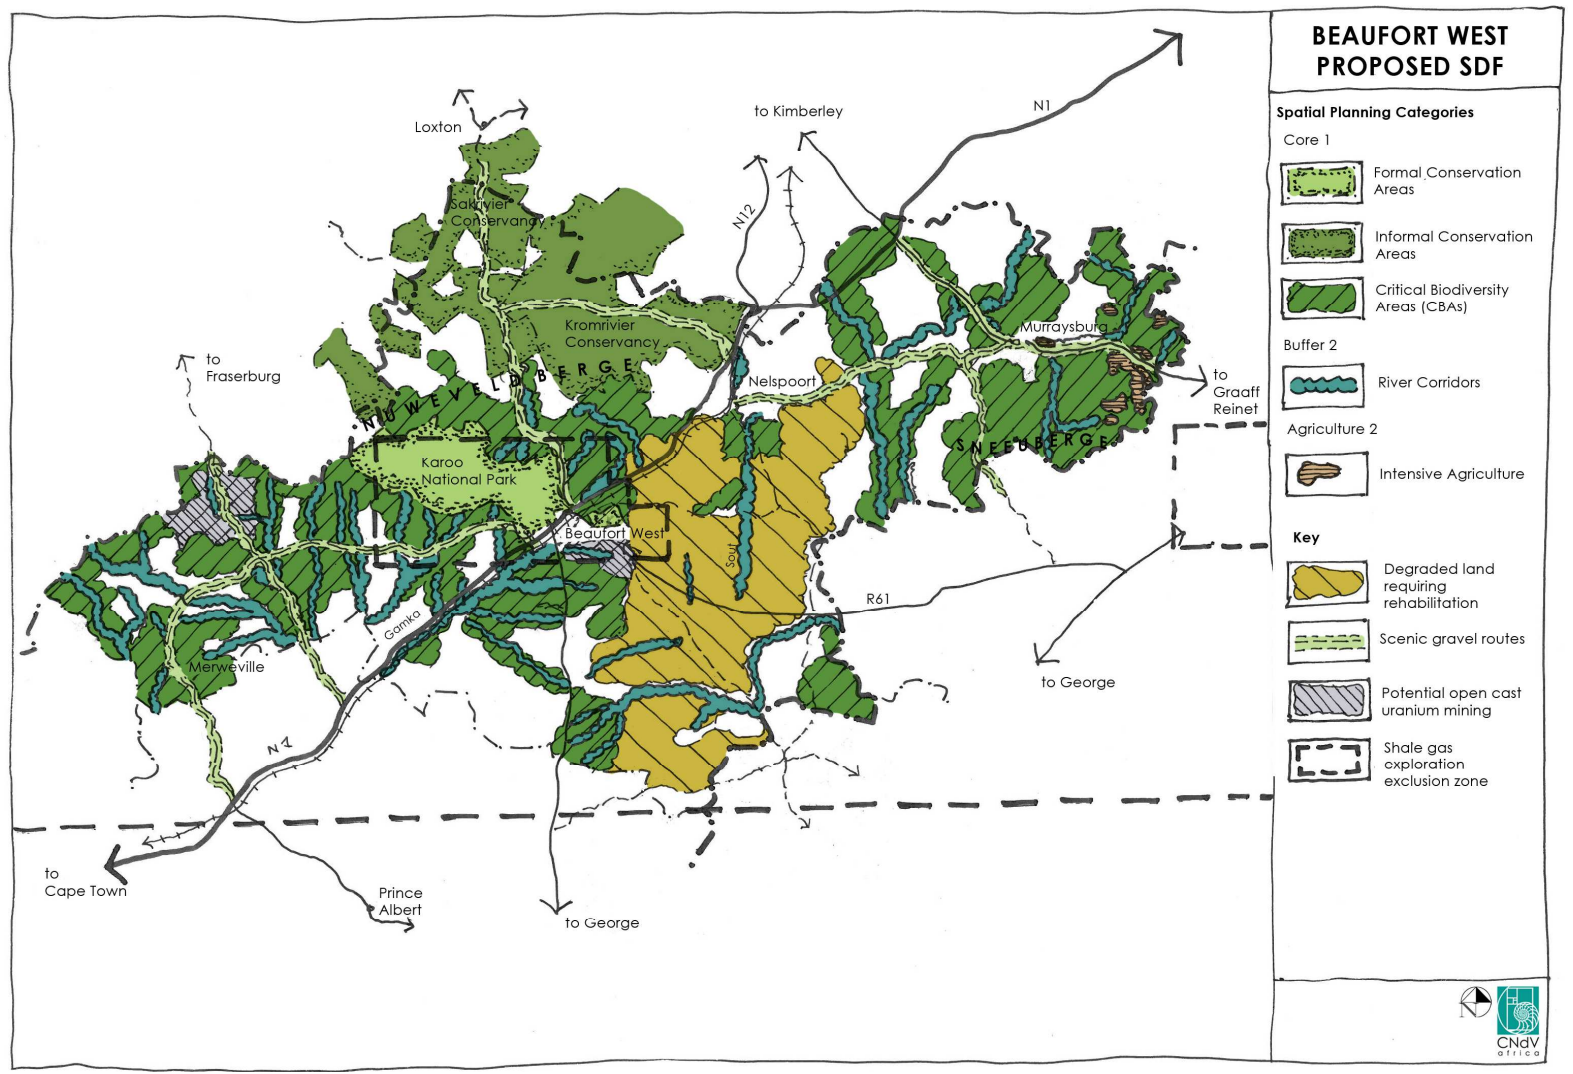 BEAUFORT WEST
PROPOSED SDF
Spatial Planning Categories
Core 1
Formal Conservation
Areas
Informal Conservation
Areas
Critical Biodiversity
Areas (CBAs)
Buffer 2
River Corridors
Agriculture 2
Intensive Agriculture
Key
Degraded land
requiring
rehabilitation
Scenic gravel routes
Potential open cast
uranium mining
Shale gas
exploration
exclusion zone
N
CNdV
africa
N1
to Kimberley
Loxton
Sakrivier
Conservancy
N12
Kromrivier
Conservancy
Murraysburg
to
Fraserburg
NUWEVELDBERGE
Nelspoort
to
Graaff
Reinet
SNEEUBERGE
Karoo
National Park
Beaufort West
Sout
R61
Gamka
Merweville
to George
N1
to
Cape Town
Prince
Albert
to George